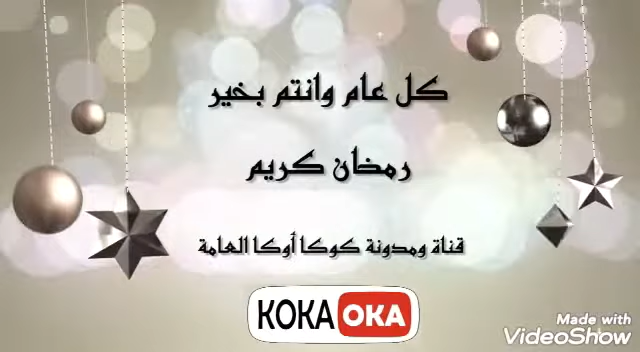 كل عام وانتم بخير
رمضان كريم
قناة ومدونة كوكا أوكا العامة
KOKA OKA
Made with
VideoShow